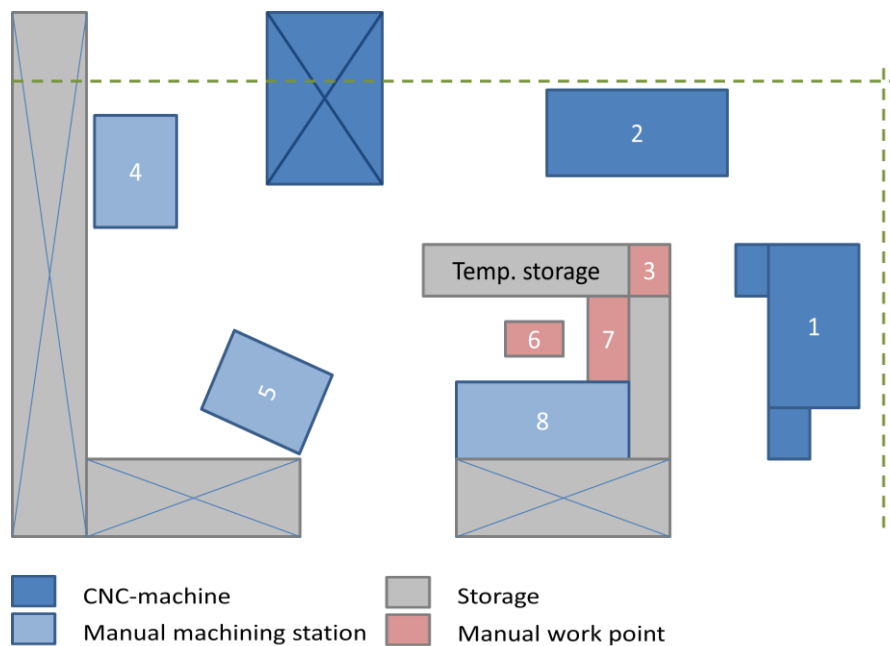 2
4
Temp. storage
3
1
6
7
5
8
CNC-machine
Storage
Manual machining station
Manual work point